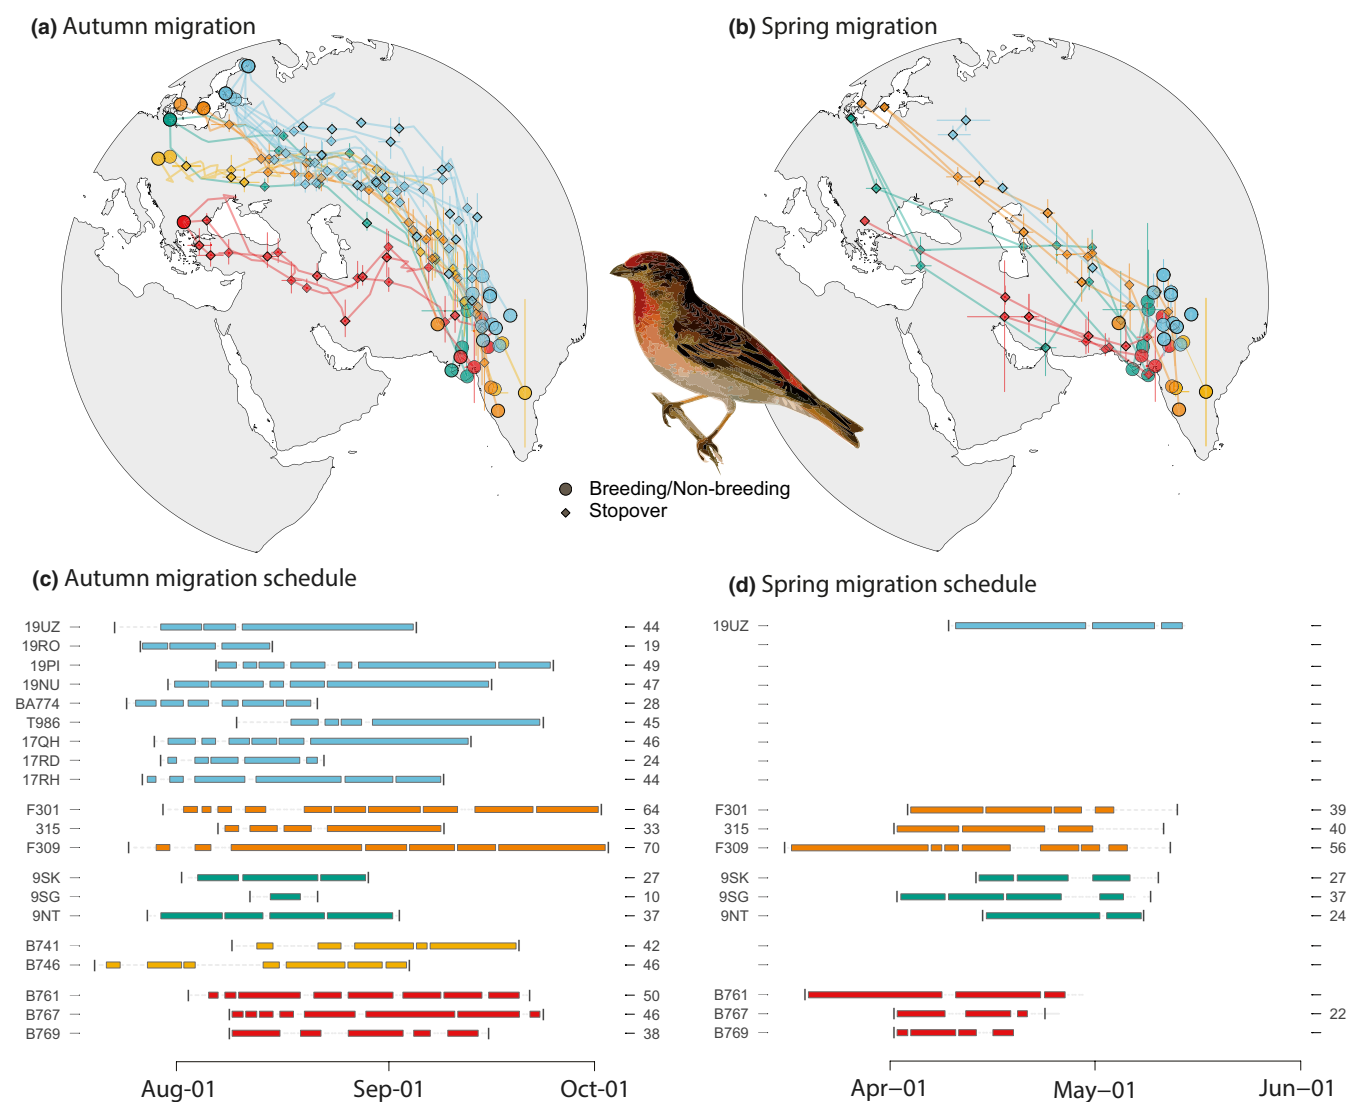 (a) Autumn migration
(b) Spring migration
Breeding/Non-breeding
Stopover
(c) Autumn migration schedule
(d) Spring migration schedule
19UZ 44
19RO 19
19PI 49
19NU 47
BA774 28
T986 45
17QH 46
17RD 24
17RH 44
F301 64
315 33
F309 70
9SK 27
9SG 10
9NT 37
B741 42
B746 46
B761 50
B767 46
B769 38
Aug-01 Sep-01 Oct-01
19UZ
F301 39
315 40
F309 56
9SK 27
9SG 37
9NT 24
B761
B767 22
B769
Apr–01 May–01 Jun–01